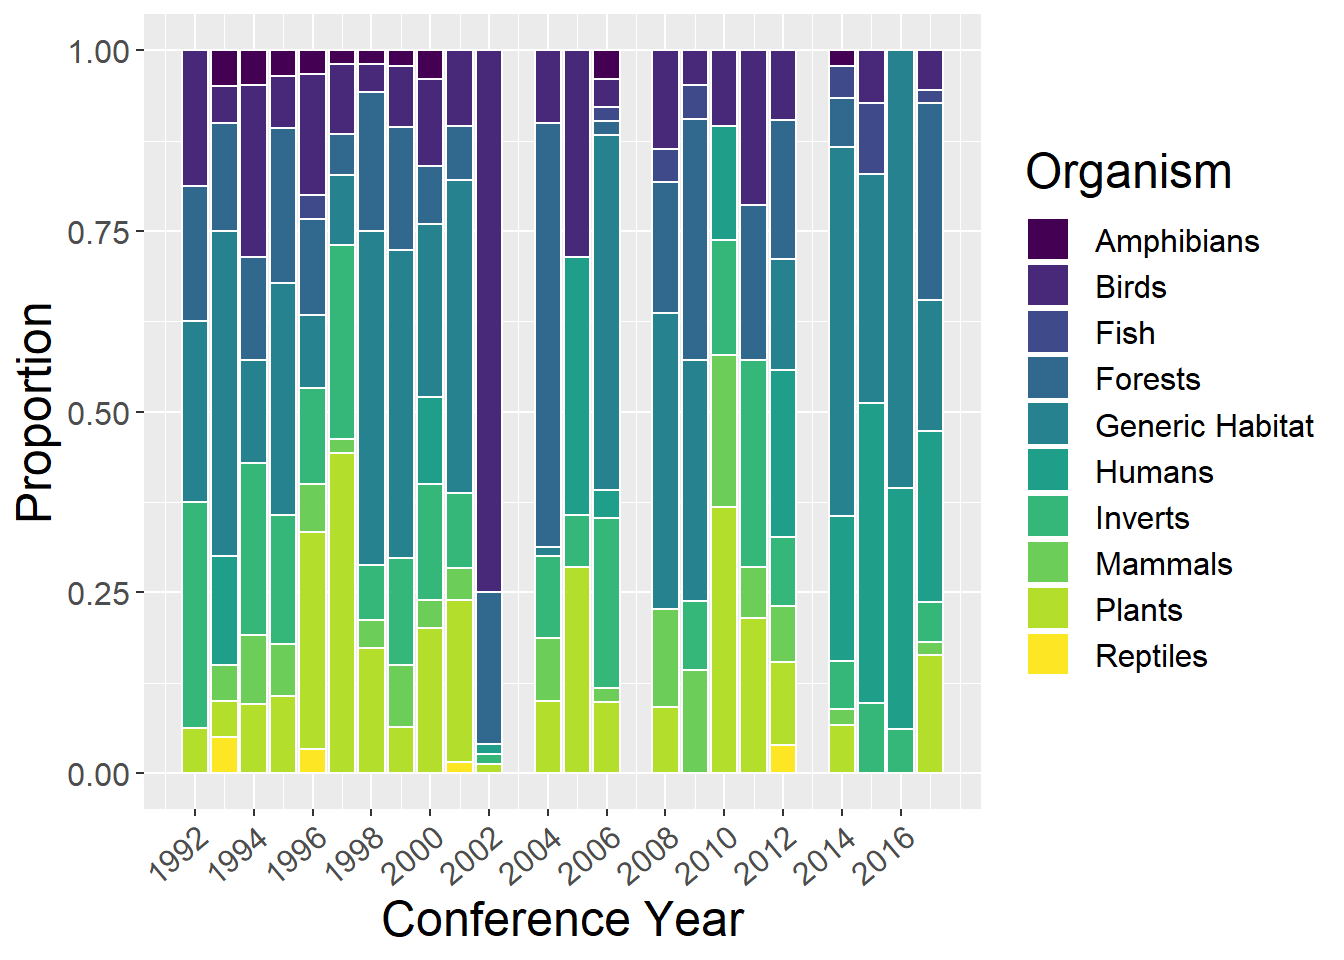 1.00
0.75
0.50
0.25
0.00
Proportion
1992
1994
1996
1998
2000
2002
2004
2006
2008
2010
2012
2014
2016
Conference Year
Organism
Amphibians
Birds
Fish
Forests
Generic Habitat
Humans
Inverts
Mammals
Plants
Reptiles